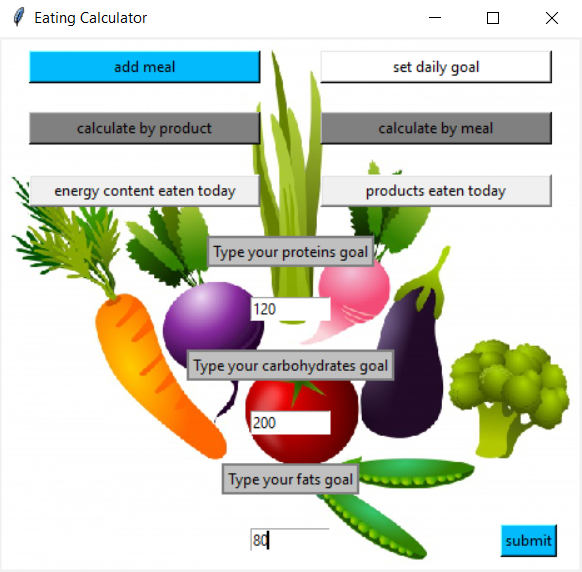 Eating Calculator
add meal
set daily goal
calculate by product
calculate by meal
energy content eaten today
products eaten today
Type your proteins goal
120
Type your carbohydrates goal
200
Type your fats goal
80
submit